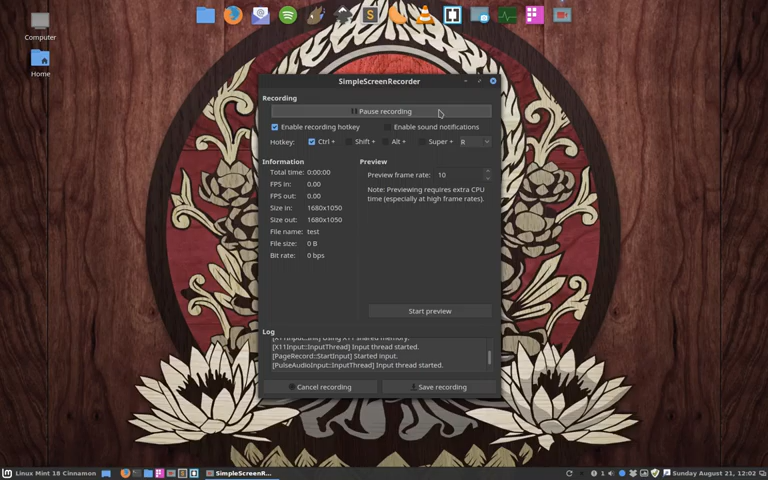 Computer
Home
SimpleScreenRecorder
Recording
Pause recording
Enable recording hotkey
Enable sound notifications
Hotkey: Ctrl + Shift + Alt + Super + R
Information
Total time: 0:00:00
FPS in: 0.00
FPS out: 0.00
Size in: 1680x1050
Size out: 1680x1050
File name: test
File size: 0 B
Bit rate: 0 bps
Preview
Preview frame rate: 10
Note: Previewing requires extra CPU
time (especially at high frame rates).
Start preview
Log
[X11Input::InputThread] Input thread started.
[PageRecord::StartInput] Started input.
[PulseAudioInput::InputThread] Input thread started.
Cancel recording
Save recording
Linux Mint 18 Cinnamon
SimpleScreenR...
1
Sunday August 21, 12:02